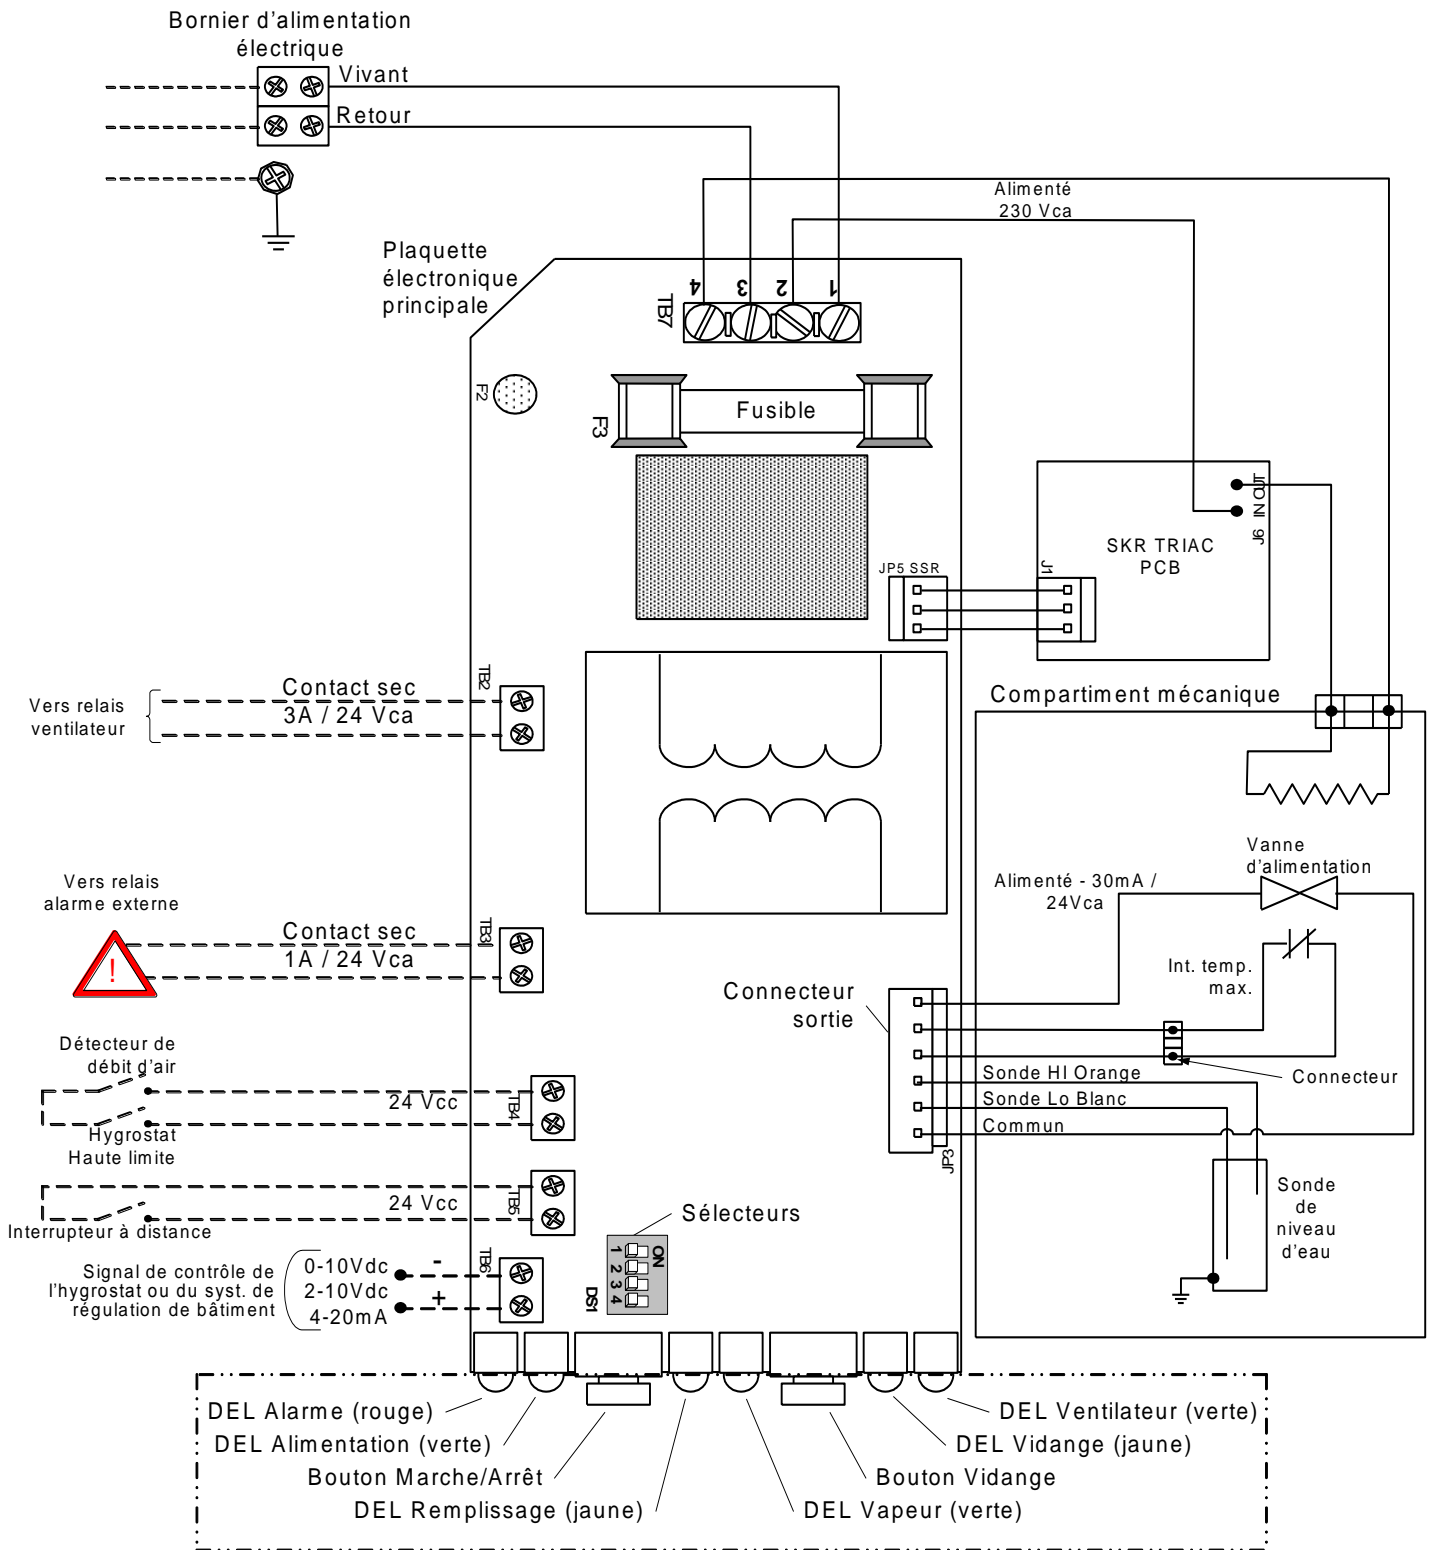 Bornier d'alimentation
électrique
Vivant
Retour
Alimenté
230 Vca
Plaquette
électronique
principale
4
3
2
1
TB7
F2
F3
Fusible
J6 IN OUT
SKR TRIAC
PCB
JP5 SSR
J1
Compartiment mécanique
TB2
Contact sec
3A / 24 Vca
Vers relais
ventilateur
Vanne
d'alimentation
Alimenté - 30mA /
24Vca
Vers relais
alarme externe
TB3
Contact sec
1A / 24 Vca
!
Int. temp.
max.
Connecteur
sortie
Connecteur
Détecteur de
débit d'air
24 Vcc
TB4
Hygrostat
Haute limite
Sonde HI Orange
Sonde Lo Blanc
Commun
JP3
24 Vcc
TB5
Interrupteur à distance
Sonde
de
niveau
d'eau
Sélecteurs
ON
1
2
3
4
DS1
TB6
Signal de contrôle de
l'hygrostat ou du syst. de
régulation de bâtiment
0-10Vdc
2-10Vdc
4-20mA
-
+
DEL Alarme (rouge)
DEL Ventilateur (verte)
DEL Alimentation (verte)
DEL Vidange (jaune)
Bouton Marche/Arrêt
Bouton Vidange
DEL Remplissage (jaune)
DEL Vapeur (verte)